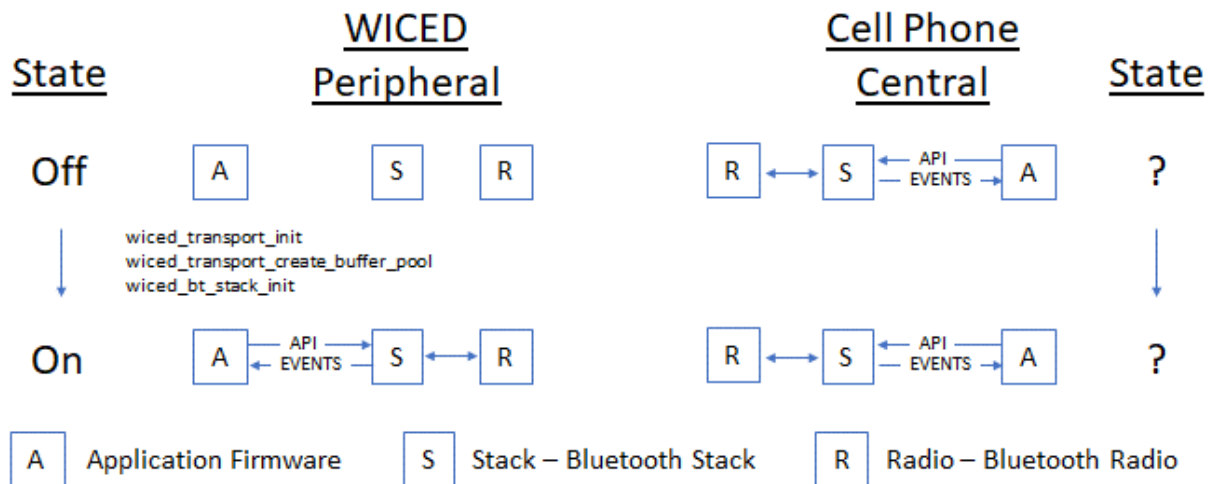 WICED
Peripheral
Cell Phone
Central
State
State
Off
A
S
R
R
S
API
EVENTS
A
?
wiced_transport_init
wiced_transport_create_buffer_pool
wiced_bt_stack_init
On
A
API
EVENTS
S
R
R
S
API
EVENTS
A
?
A Application Firmware
S Stack – Bluetooth Stack
R Radio – Bluetooth Radio